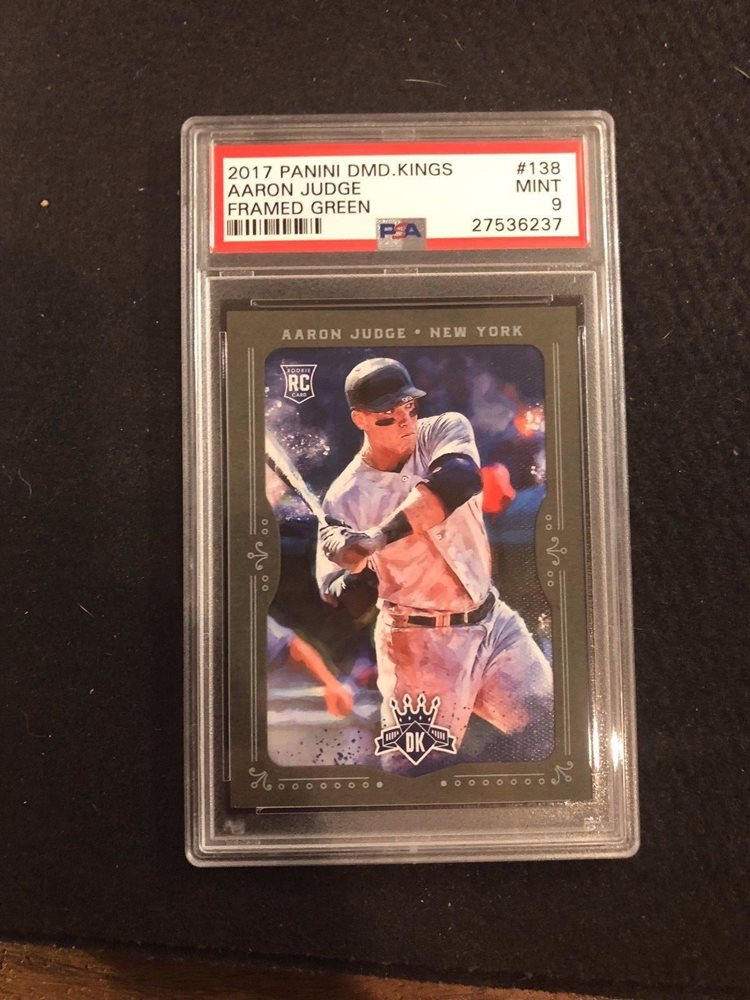 2017 PANINI DMD.KINGS #138
AARON JUDGE MINT
FRAMED GREEN 9
PSA 27536237
AARON JUDGE • NEW YORK
ROOKIE
RC
CARD
DK